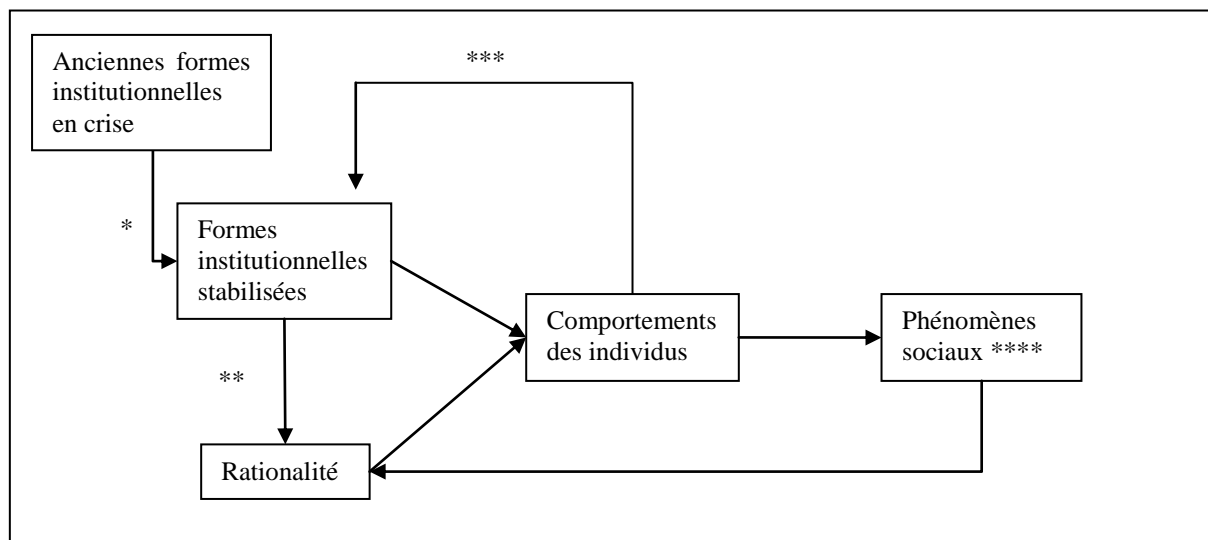 Anciennes formes
institutionnelles
en crise
***
*
Formes
institutionnelles
stabilisées
Comportements
des individus
Phénomènes
sociaux ****
**
Rationalité